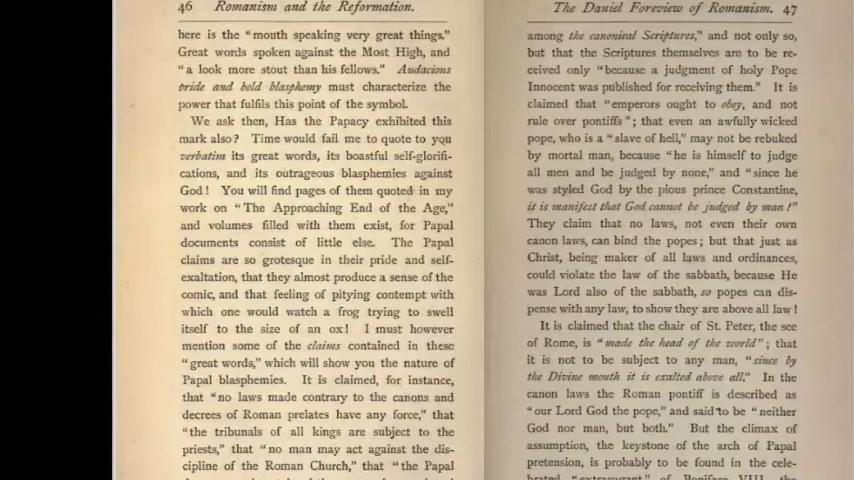 46 Romanism and the Reformation.
here is the “mouth speaking very great things.”
Great words spoken against the Most High, and
“a look more stout than his fellows.” Audacious
pride and bold blasphemy must characterize the
power that fulfils this point of the symbol.
We ask then, Has the Papacy exhibited this
mark also? Time would fail me to quote to you
verbatim its great words, its boastful self-glorifi-
cations, and its outrageous blasphemies against
God! You will find pages of them quoted in my
work on “The Approaching End of the Age,”
and volumes filled with them exist, for Papal
documents consist of little else. The Papal
claims are so grotesque in their pride and self-
exaltation, that they almost produce a sense of the
comic, and that feeling of pitying contempt with
which one would watch a frog trying to swell
itself to the size of an ox! I must however
mention some of the claims contained in these
“great words,” which will show you the nature of
Papal blasphemies. It is claimed, for instance,
that “no laws made contrary to the canons and
decrees of Roman prelates have any force,” that
“the tribunals of all kings are subject to the
priests,” that “no man may act against the dis-
cipline of the Roman Church,” that “the Papal
The Daniel Foreview of Romanism. 47
among the canonical Scriptures,” and not only so,
but that the Scriptures themselves are to be re-
ceived only “because a judgment of holy Pope
Innocent was published for receiving them.” It is
claimed that “emperors ought to obey, and not
rule over pontiffs”; that even an awfully wicked
pope, who is a “slave of hell,” may not be rebuked
by mortal man, because “he is himself to judge
all men and be judged by none,” and “since he
was styled God by the pious prince Constantine,
it is manifest that God cannot be judged by man!”
They claim that no laws, not even their own
canon laws, can bind the popes; but that just as
Christ, being maker of all laws and ordinances,
could violate the law of the sabbath, because He
was Lord also of the sabbath, so popes can dis-
pense with any law, to show they are above all law!
It is claimed that the chair of St. Peter, the see
of Rome, is “made the head of the world”; that
it is not to be subject to any man, “since by
the Divine mouth it is exalted above all.” In the
canon laws the Roman pontiff is described as
“our Lord God the pope,” and said to be “neither
God nor man, but both.” But the climax of
assumption, the keystone of the arch of Papal
pretension, is probably to be found in the cele-
brated “extravagant” of Boniface VIII., the